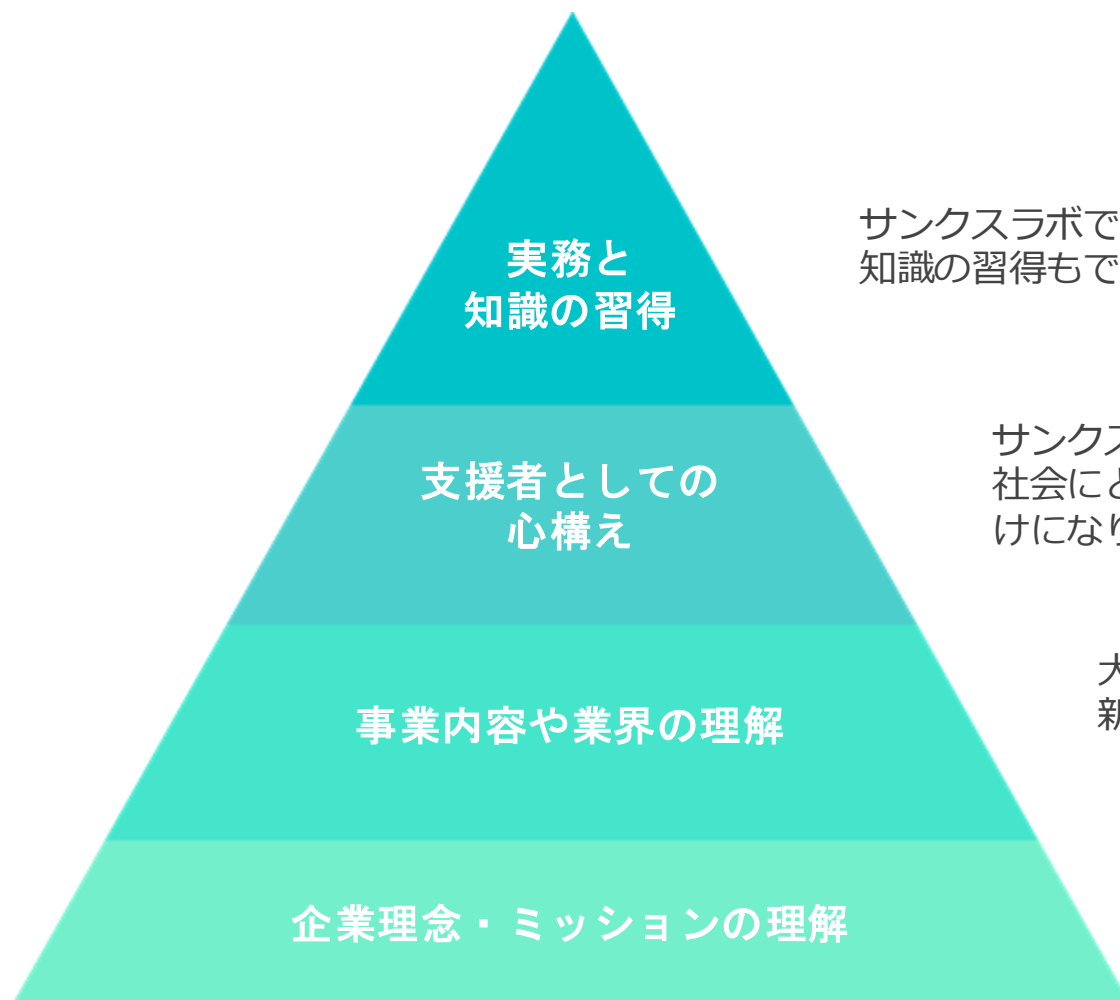 実務と
知識の習得
サンクスラボで
知識の習得もで
支援者としての
心構え
サンクス
社会に
けにな
事業内容や業界の理解
新
企業理念・ミッションの理解